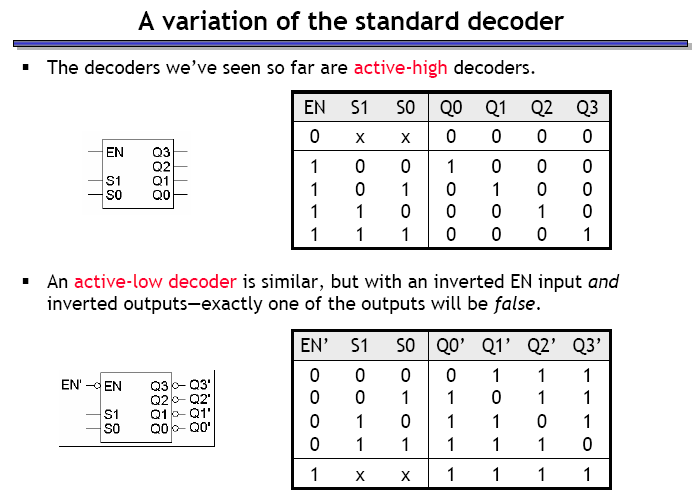 A variation of the standard decoder
▪ The decoders we’ve seen so far are active-high decoders.
EN S1 S0 Q0 Q1 Q2 Q3
0 x x 0 0 0 0
1 0 0 1 0 0 0
1 0 1 0 1 0 0
1 1 0 0 0 1 0
1 1 1 0 0 0 1
EN Q3
Q2
S1 Q1
S0 Q0
▪ An active-low decoder is similar, but with an inverted EN input and
inverted outputs—exactly one of the outputs will be false.
EN’ S1 S0 Q0’ Q1’ Q2’ Q3’
0 0 0 0 1 1 1
0 0 1 1 0 1 1
0 1 0 1 1 0 1
0 1 1 1 1 1 0
1 x x 1 1 1 1
EN' EN Q3 Q3'
Q2 Q2'
S1 Q1 Q1'
S0 Q0 Q0'